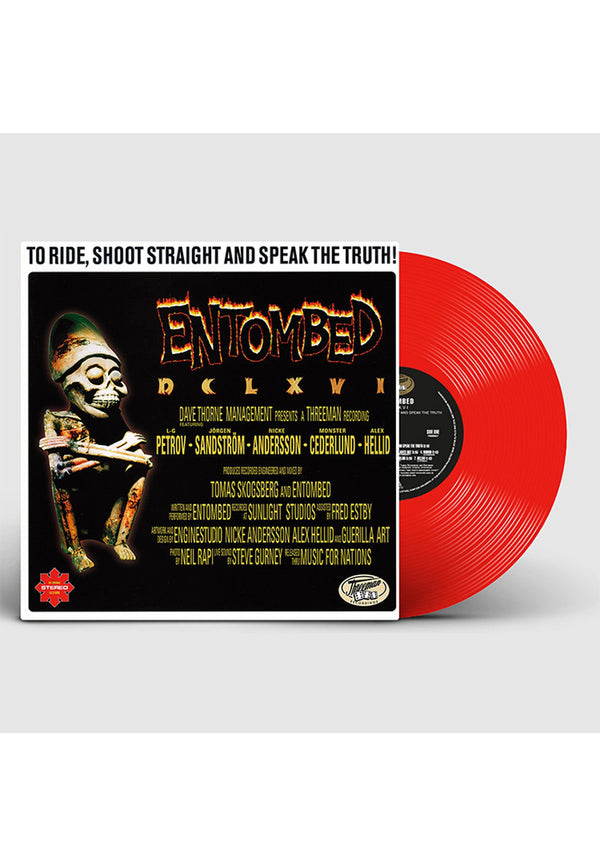 TO RIDE, SHOOT STRAIGHT AND SPEAK THE TRUTH!
ENTOMBED
DCLXVI
DAVE THORNE MANAGEMENT PRESENTS A THREEMAN RECORDING
FEATURING
L-G JÖRGEN NICKE MONSTER ALEX
PETROV - SANDSTRÖM - ANDERSSON - CEDERLUND - HELLID
PRODUCED RECORDED ENGINEERED AND MIXED BY
TOMAS SKOGSBERG AND ENTOMBED
WRITTEN AND PERFORMED BY ENTOMBED RECORDED AT SUNLIGHT STUDIOS ASSISTED BY FRED ESTBY
ARTWORK AND DESIGN BY ENGINESTUDIO NICKE ANDERSSON ALEX HELLID AND GUERILLA ART
PHOTO BY NEIL RAPI LIVE SOUND BY STEVE GURNEY RELEASED THRU MUSIC FOR NATIONS
STEREO
Threeman
RECORDINGS
SIDE ONE